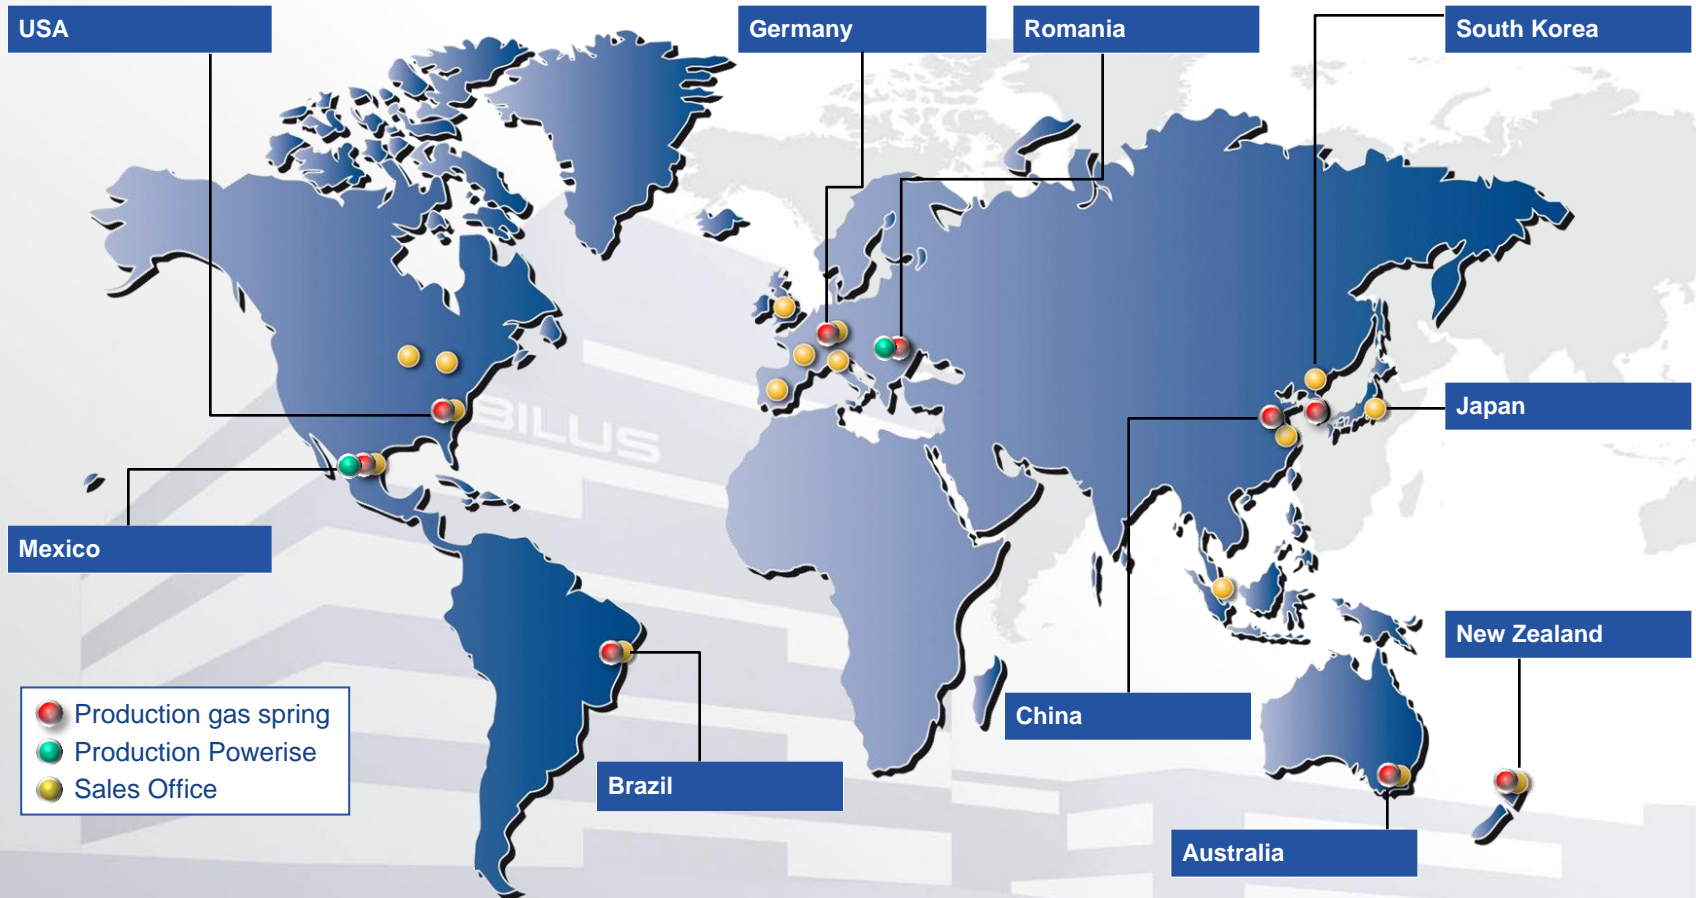 USA
Germany
Romania
South Korea
Japan
BILUS
Mexico
New Zealand
China
Production gas spring
Production Powerise
Sales Office
Brazil
Australia